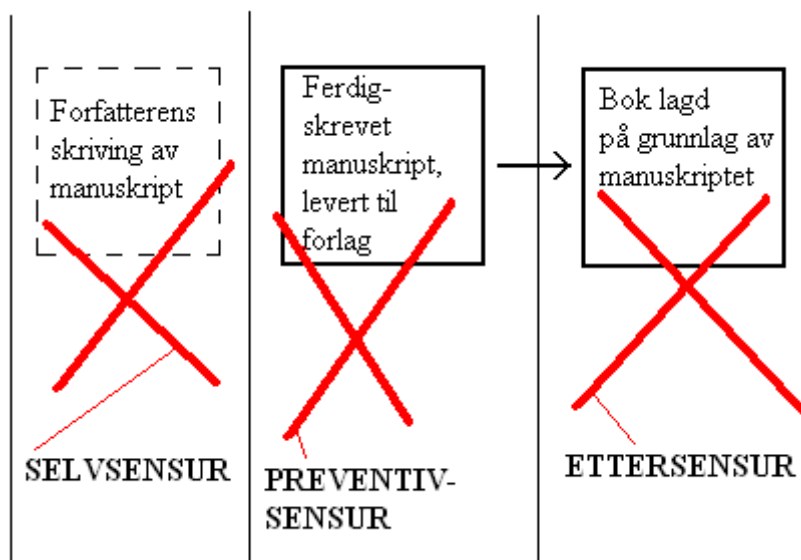 Forfatterens
skriving av
manuskript
Ferdig-
skrevet
manuskript,
levert til
forlag
Bok lagd
på grunnlag av
manuskriptet
SELVSENSUR
PREVENTIV-
SENSUR
ETTERSENSUR